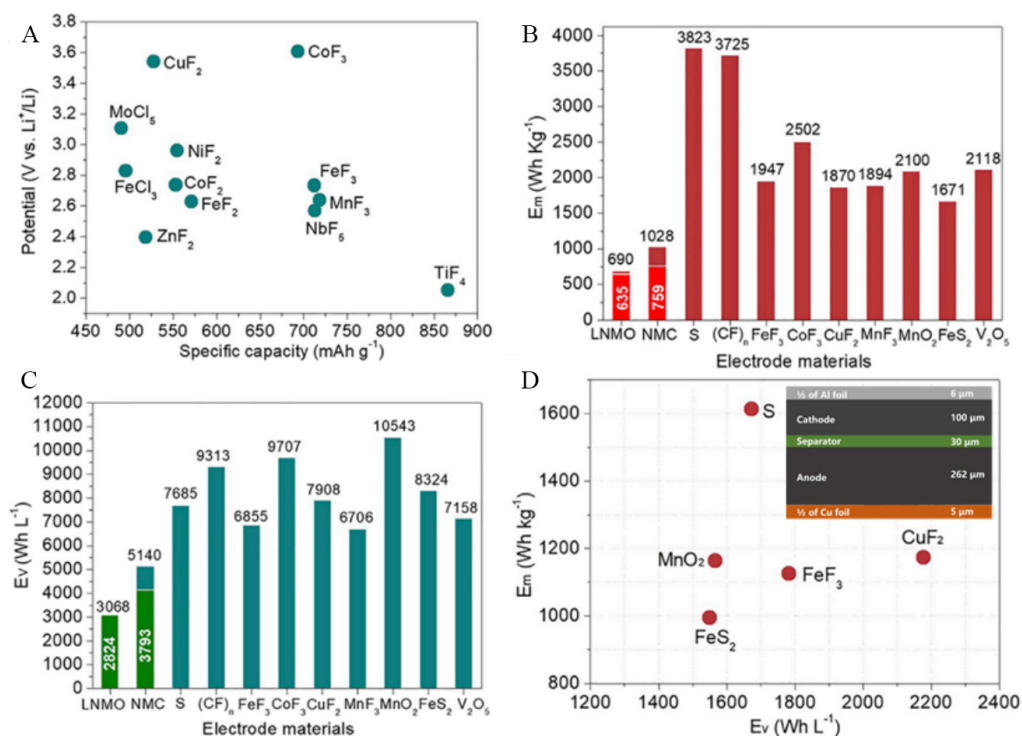 A
3.8
3.6
3.4
3.2
3.0
2.8
2.6
2.4
2.2
2.0
Potential (V vs. Li⁺/Li)
CoF₃
CuF₂
MoCl₅
NiF₂
FeCl₃
CoF₂
FeF₃
FeF₂
MnF₃
NbF₅
ZnF₂
TiF₄
450 500 550 600 650 700 750 800 850 900
Specific capacity (mAh g⁻¹)
B
4000
3500
3000
2500
2000
1500
1000
500
0
Eₘ (Wh Kg⁻¹)
690
635
1028
759
3823
3725
1947
2502
1870
1894
2100
1671
2118
LNMO NMC S (CF)ₙ FeF₃ CoF₃ CuF₂ MnF₃ MnO₂ FeS₂ V₂O₅
Electrode materials
C
12000
11000
10000
9000
8000
7000
6000
5000
4000
3000
2000
1000
0
Eᵥ (Wh L⁻¹)
3068
2824
5140
3793
7685
9313
6855
9707
7908
6706
10543
8324
7158
LNMO NMC S (CF)ₙ FeF₃ CoF₃ CuF₂ MnF₃ MnO₂ FeS₂ V₂O₅
Electrode materials
D
1600
1400
1200
1000
800
Eₘ (Wh kg⁻¹)
S
½ of Al foil 6 μm
Cathode 100 μm
Separator 30 μm
Anode 262 μm
½ of Cu foil 5 μm
CuF₂
MnO₂
FeF₃
FeS₂
1200 1400 1600 1800 2000 2200 2400
Eᵥ (Wh L⁻¹)